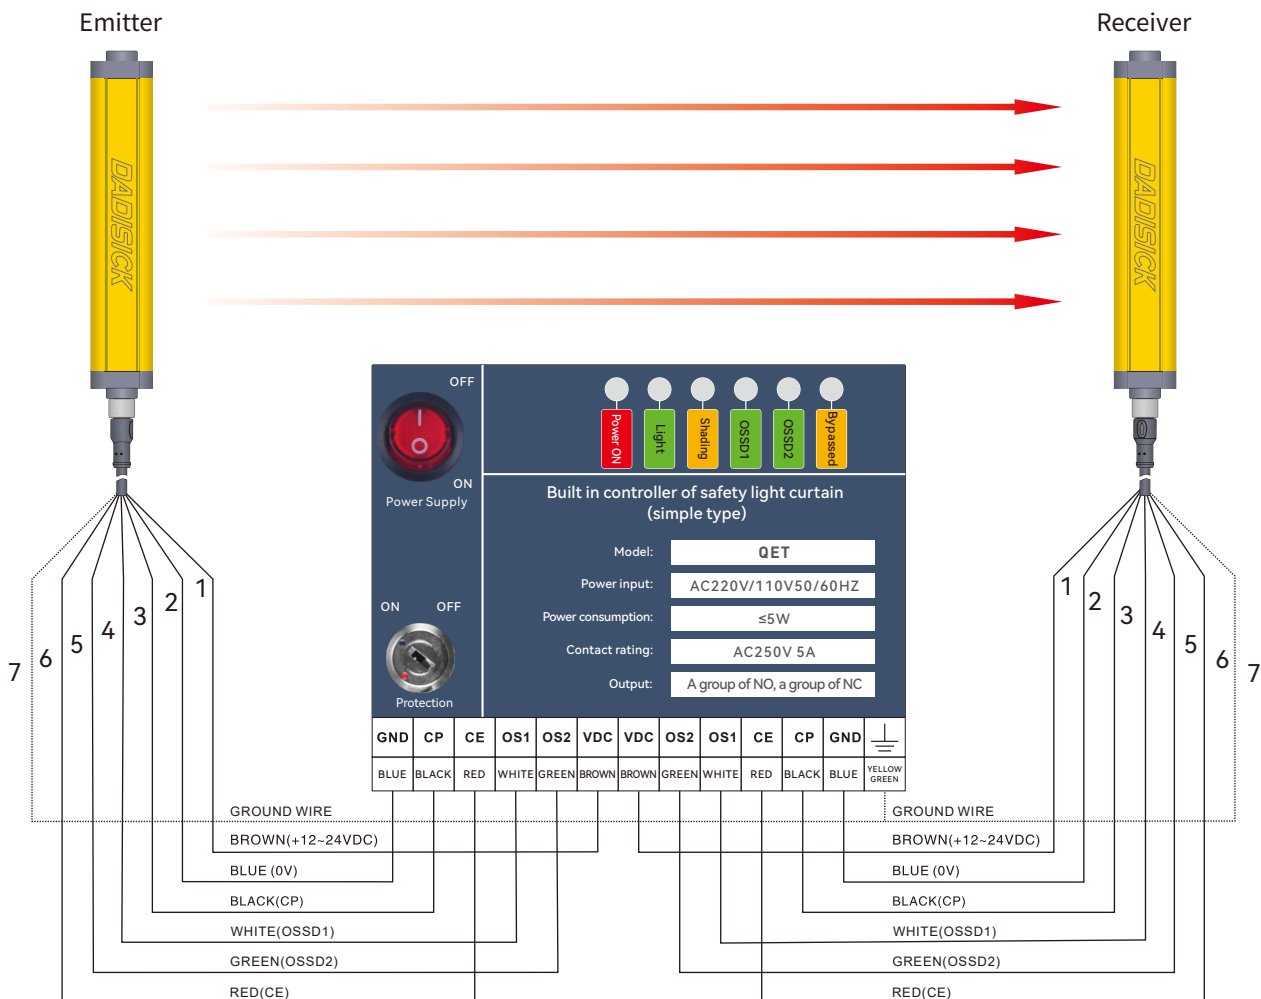 Emitter
Receiver
DADISICK
DADISICK
OFF
ON
Power Supply
Power ON
Light
Shading
OSSD1
OSSD2
Bypassed
Built in controller of safety light curtain
(simple type)
Model: QET
Power input: AC220V/110V50/60HZ
Power consumption: ≤5W
Contact rating: AC250V 5A
Output: A group of NO, a group of NC
ON OFF
Protection
GND CP CE OS1 OS2 VDC VDC OS2 OS1 CE CP GND
BLUE BLACK RED WHITE GREEN BROWN BROWN GREEN WHITE RED BLACK BLUE YELLOW GREEN
7 6 5 4 3 2 1
1 2 3 4 5 6 7
GROUND WIRE
BROWN(+12~24VDC)
BLUE (0V)
BLACK(CP)
WHITE(OSSD1)
GREEN(OSSD2)
RED(CE)
GROUND WIRE
BROWN(+12~24VDC)
BLUE (0V)
BLACK(CP)
WHITE(OSSD1)
GREEN(OSSD2)
RED(CE)